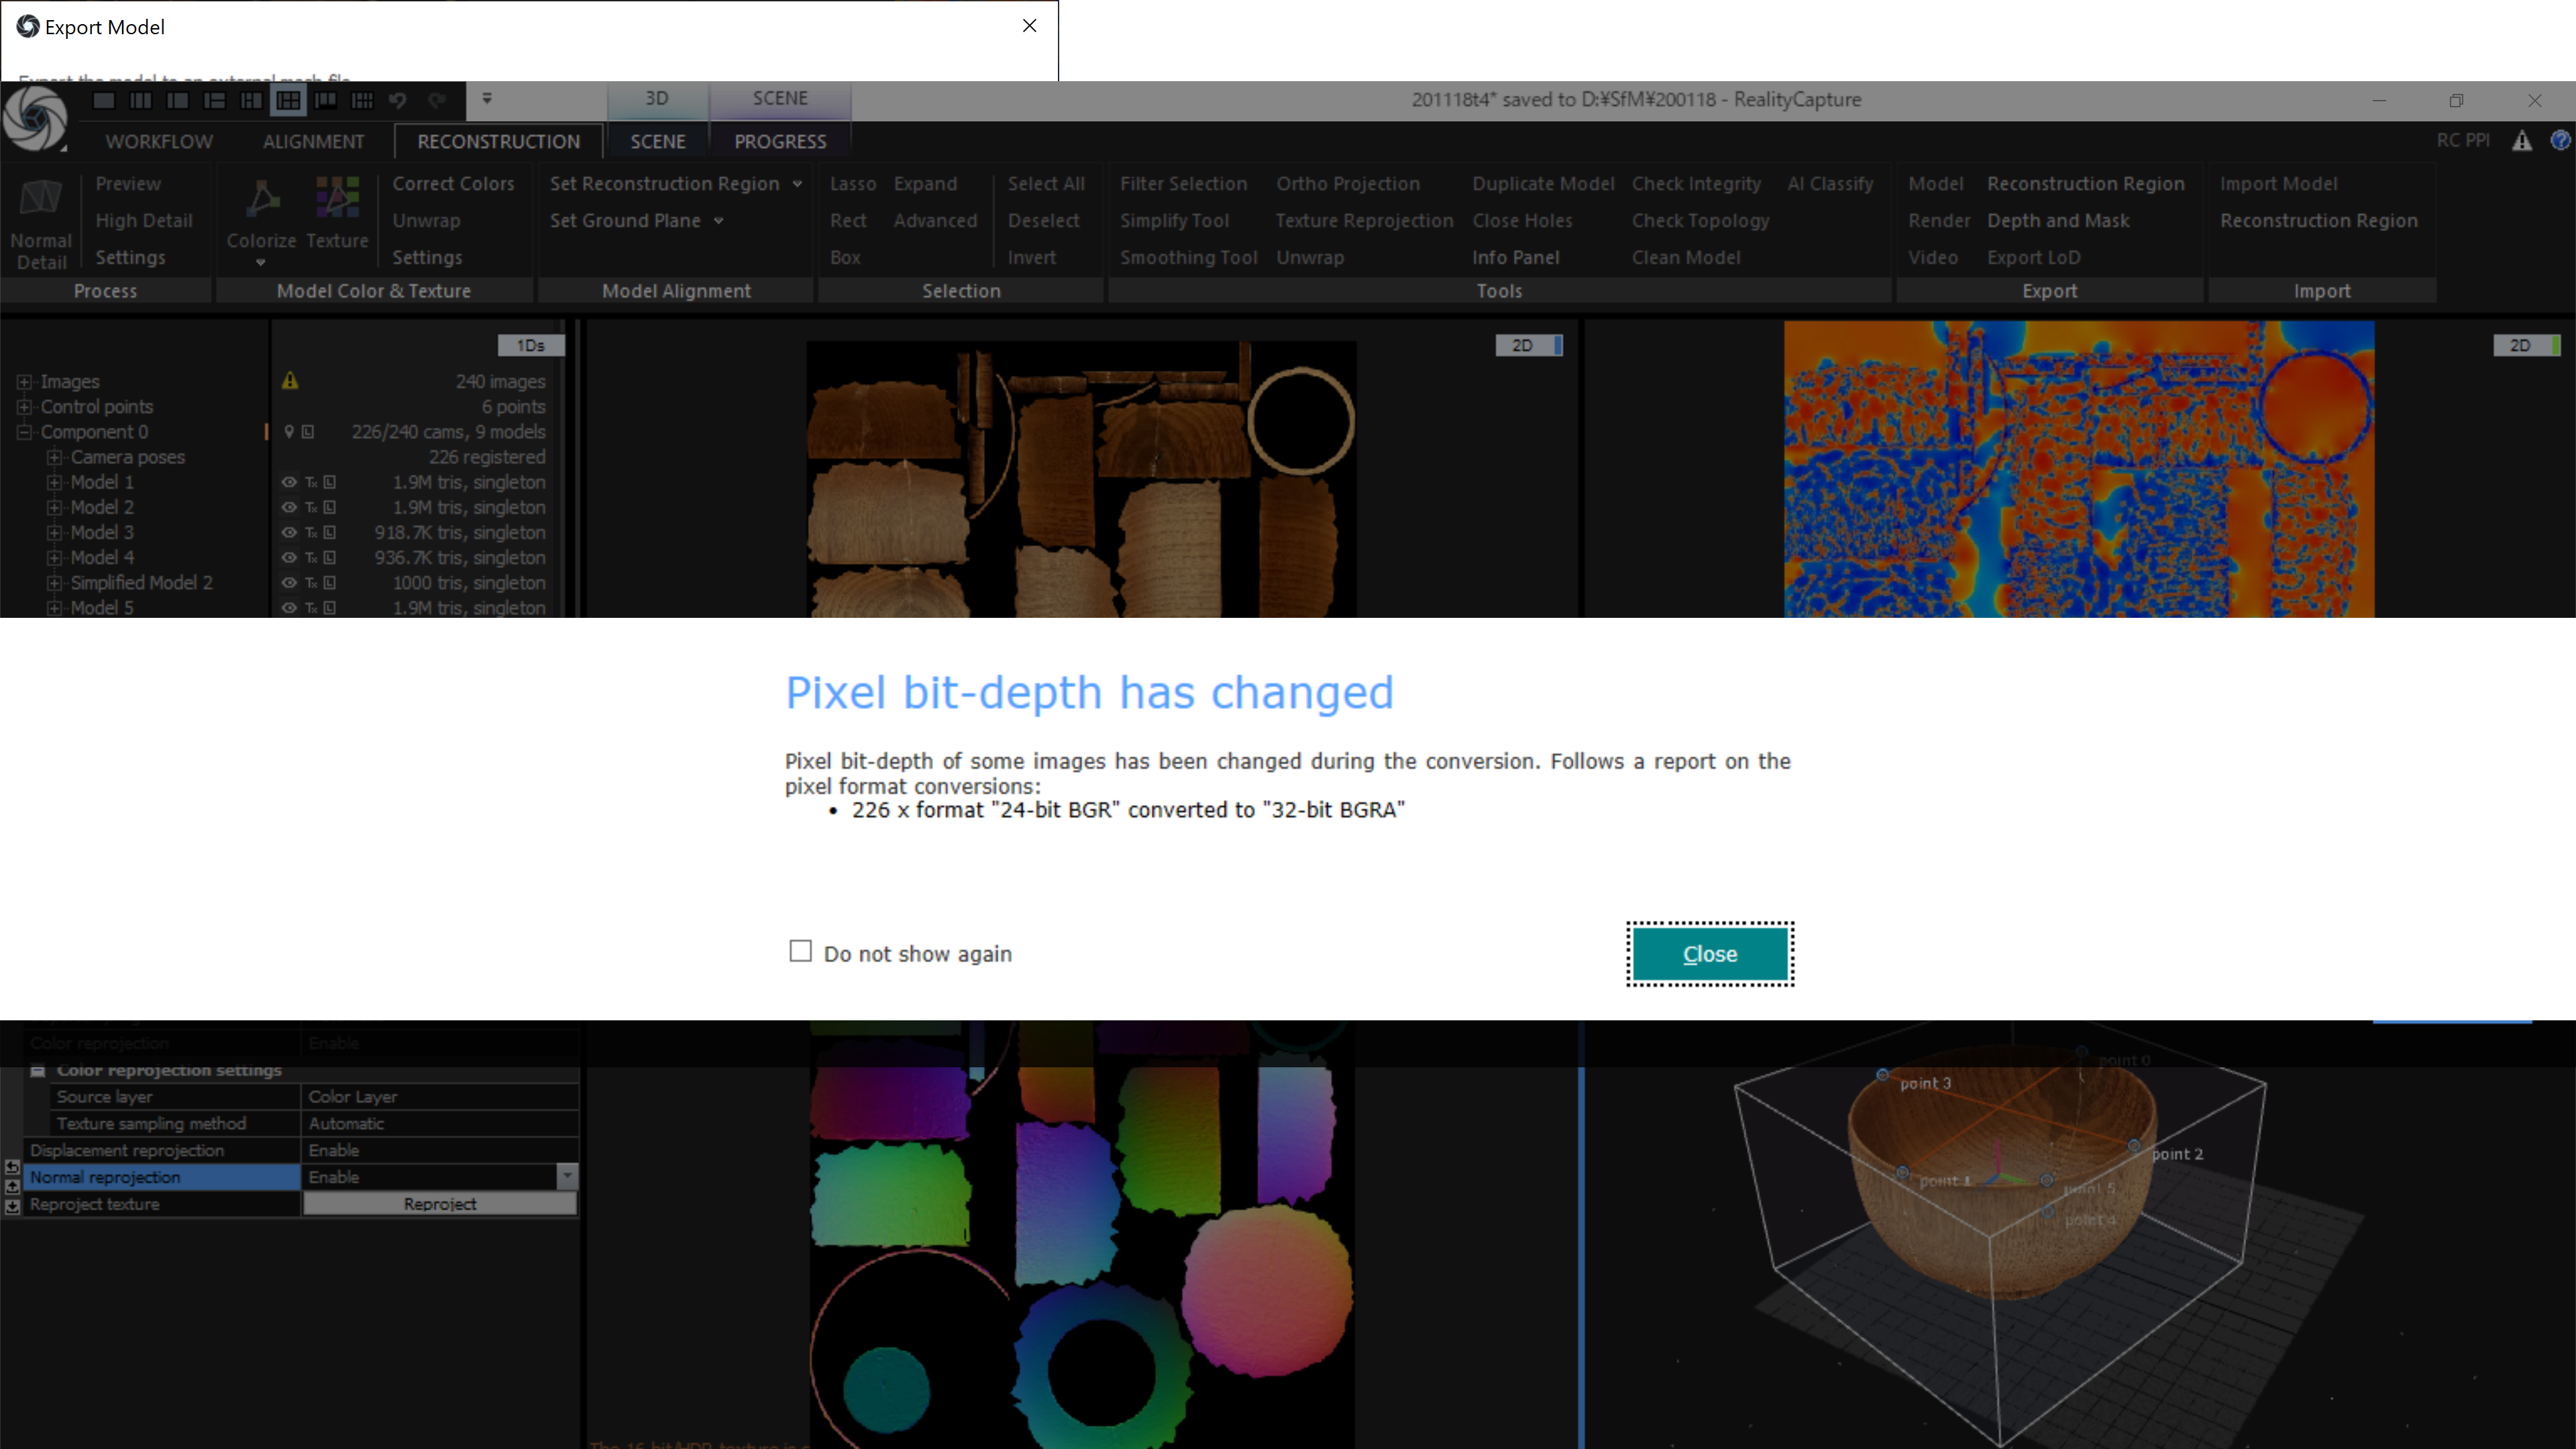 Export Model
Export the model to an external mesh file
3D
SCENE
201118t4* saved to D:¥SfM¥200118 - RealityCapture
WORKFLOW
ALIGNMENT
RECONSTRUCTION
SCENE
PROGRESS
RC PPI
Normal Detail
Preview
High Detail
Settings
Process
Colorize
Texture
Correct Colors
Unwrap
Settings
Model Color & Texture
Set Reconstruction Region
Set Ground Plane
Model Alignment
Lasso
Expand
Select All
Rect
Advanced
Deselect
Box
Invert
Selection
Filter Selection
Ortho Projection
Duplicate Model
Check Integrity
AI Classify
Simplify Tool
Texture Reprojection
Close Holes
Check Topology
Smoothing Tool
Unwrap
Info Panel
Clean Model
Tools
Model
Reconstruction Region
Render
Depth and Mask
Video
Export LoD
Export
Import Model
Reconstruction Region
Import
1Ds
2D
2D
Images 240 images
Control points 6 points
Component 0 226/240 cams, 9 models
Camera poses 226 registered
Model 1 1.9M tris, singleton
Model 2 1.9M tris, singleton
Model 3 918.7K tris, singleton
Model 4 936.7K tris, singleton
Simplified Model 2 1000 tris, singleton
Model 5 1.9M tris, singleton
Pixel bit-depth has changed
Pixel bit-depth of some images has been changed during the conversion. Follows a report on the
pixel format conversions:
• 226 x format "24-bit BGR" converted to "32-bit BGRA"
Do not show again
Close
Color reprojection Enable
Color reprojection settings
Source layer Color Layer
Texture sampling method Automatic
Displacement reprojection Enable
Normal reprojection Enable
Reproject texture Reproject
point 0
point 3
point 2
point 1
point 5
point 4